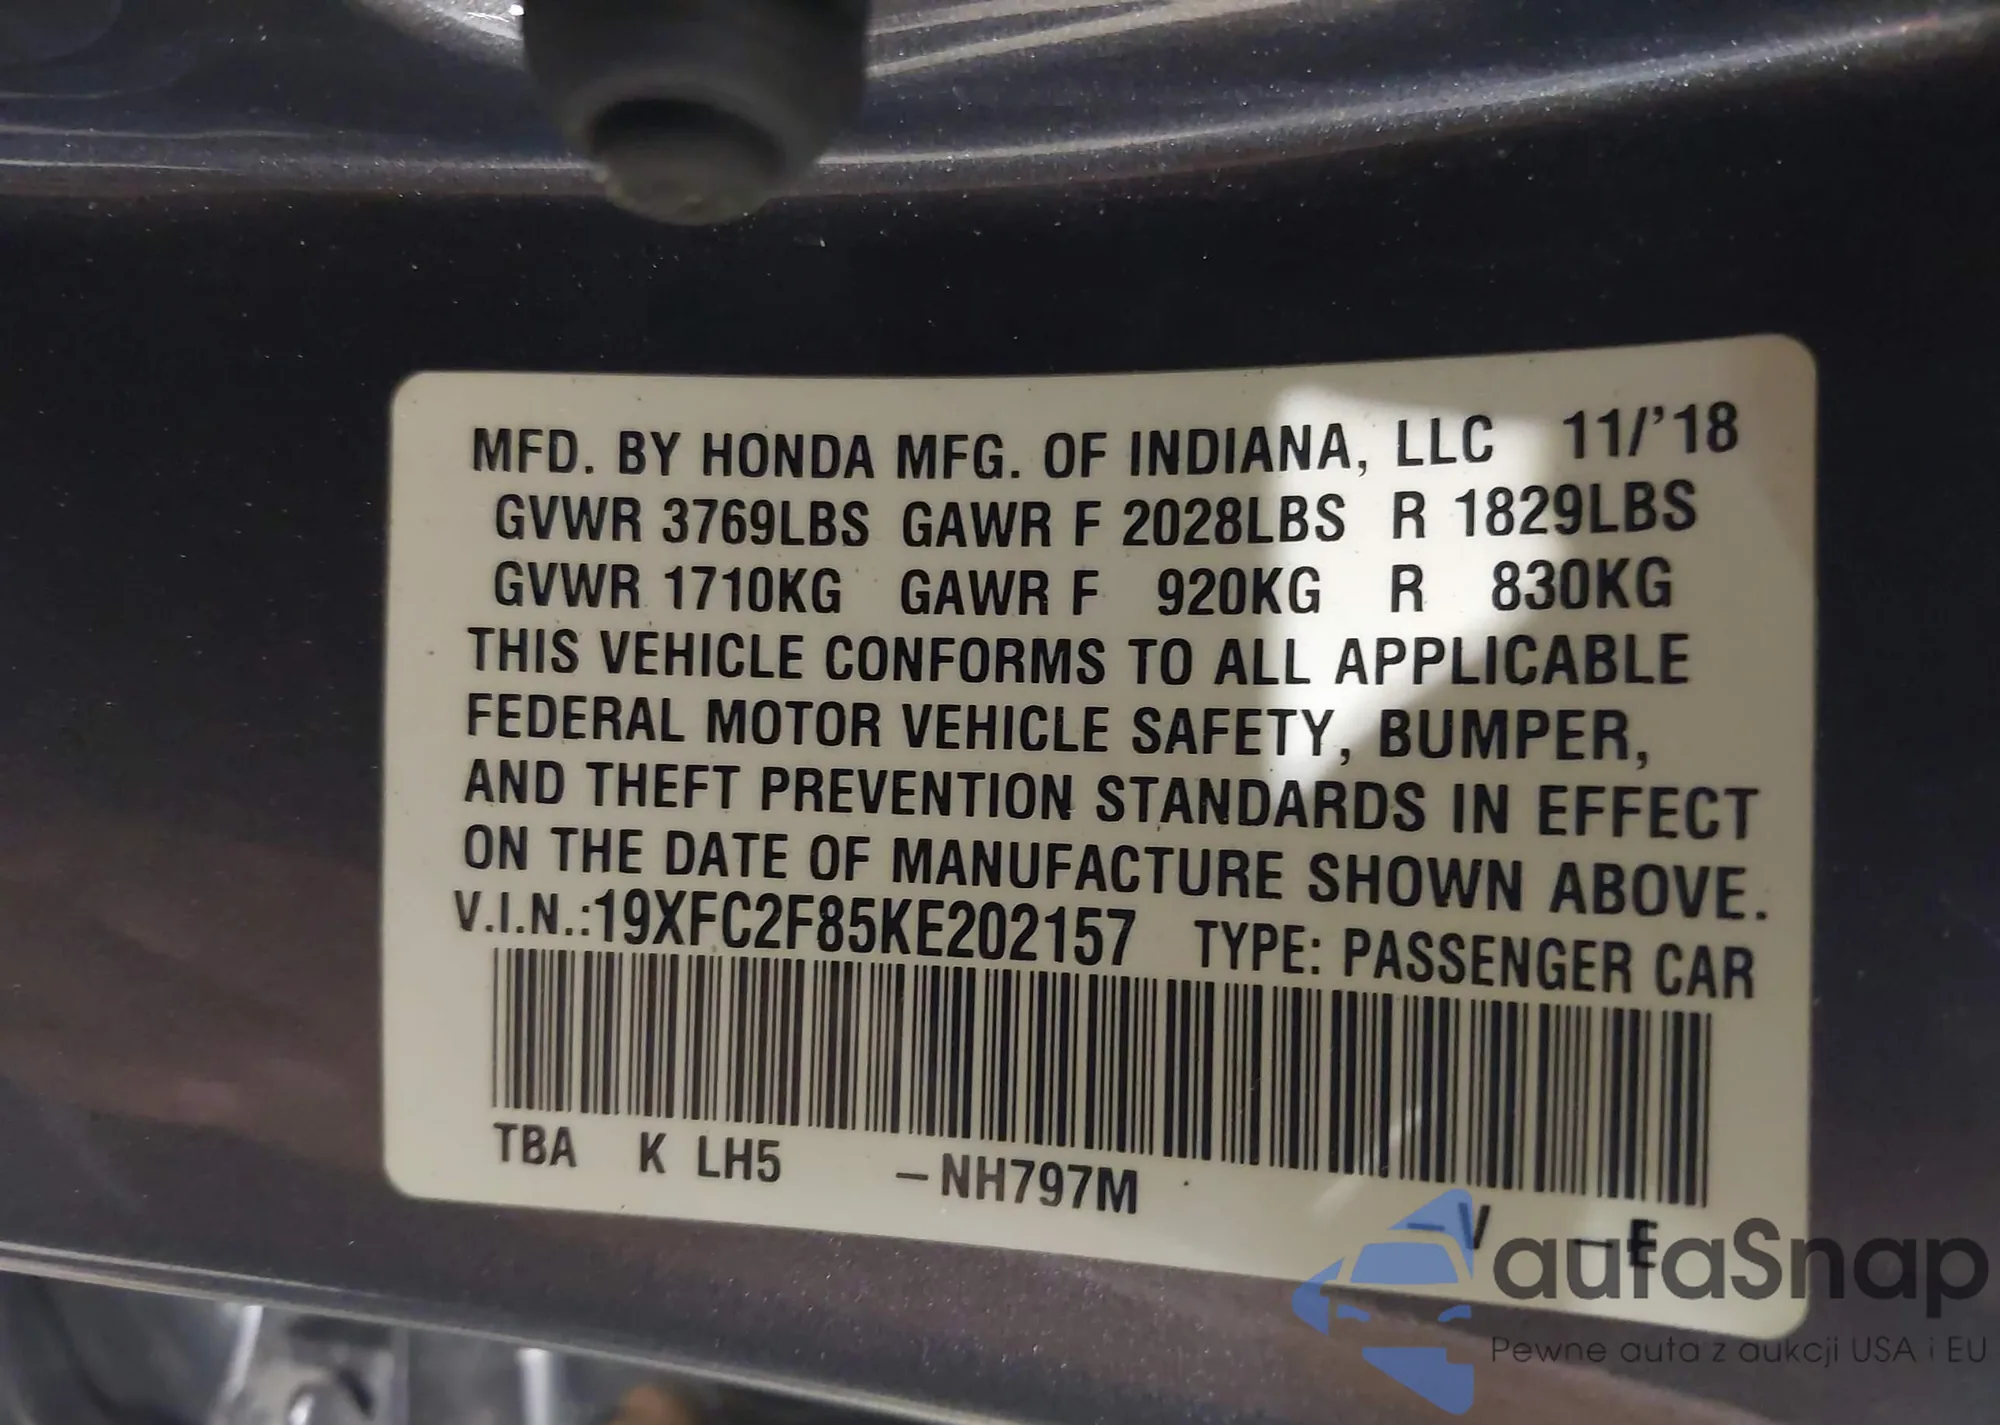 MFD. BY HONDA MFG. OF INDIANA, LLC 11/'18
GVWR 3769LBS GAWR F 2028LBS R 1829LBS
GVWR 1710KG GAWR F 920KG R 830KG
THIS VEHICLE CONFORMS TO ALL APPLICABLE
FEDERAL MOTOR VEHICLE SAFETY, BUMPER,
AND THEFT PREVENTION STANDARDS IN EFFECT
ON THE DATE OF MANUFACTURE SHOWN ABOVE.
V.I.N.:19XFC2F85KE202157 TYPE: PASSENGER CAR
TBA K LH5 -NH797M -V -E
autaSnap
Pewne auta z aukcji USA i EU